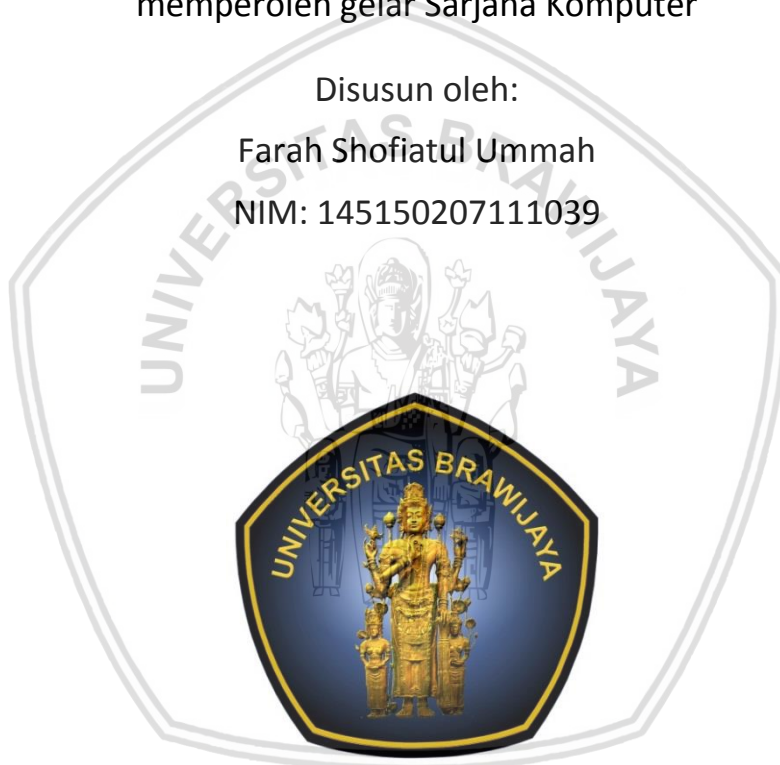 memperoleh gelar Sarjana Komputer
Disusun oleh:
Farah Shofiatul Ummah
NIM: 145150207111039
UNIVERSITAS BRAWIJAYA
UNIVERSITAS BRAWIJAYA